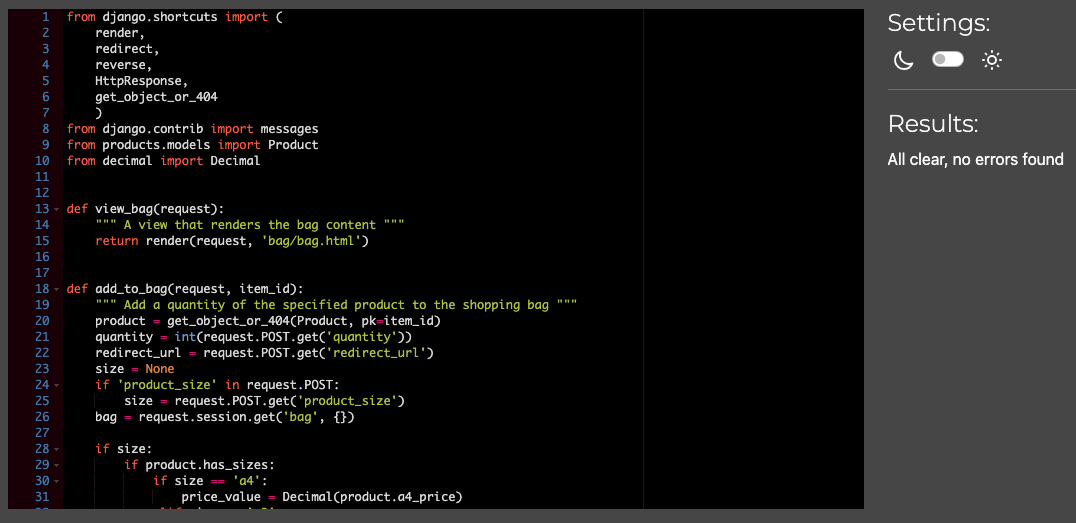 1 from django.shortcuts import (
2     render,
3     redirect,
4     reverse,
5     HttpResponse,
6     get_object_or_404
7     )
8 from django.contrib import messages
9 from products.models import Product
10 from decimal import Decimal
11
12
13 def view_bag(request):
14     """ A view that renders the bag content """
15     return render(request, 'bag/bag.html')
16
17
18 def add_to_bag(request, item_id):
19     """ Add a quantity of the specified product to the shopping bag """
20     product = get_object_or_404(Product, pk=item_id)
21     quantity = int(request.POST.get('quantity'))
22     redirect_url = request.POST.get('redirect_url')
23     size = None
24     if 'product_size' in request.POST:
25         size = request.POST.get('product_size')
26     bag = request.session.get('bag', {})
27
28     if size:
29         if product.has_sizes:
30             if size == 'a4':
31                 price_value = Decimal(product.a4_price)
Settings:
Results:
All clear, no errors found